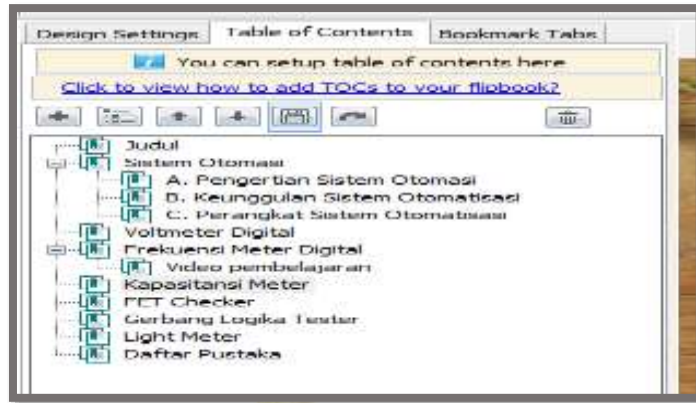 Design Settings Table of Contents Bookmark Tabs
You can setup table of contents here
Click to view how to add TOCs to your flipbook?
Judul
Sistem Otomasi
A. Pengertian Sistem Otomasi
B. Keunggulan Sistem Otomatisasi
C. Perangkat Sistem Otomatisasi
Voltmeter Digital
Frekuensi Meter Digital
Video pembelajaran
Kapasitansi Meter
FET Checker
Gerbang Logika Tester
Light Meter
Daftar Pustaka